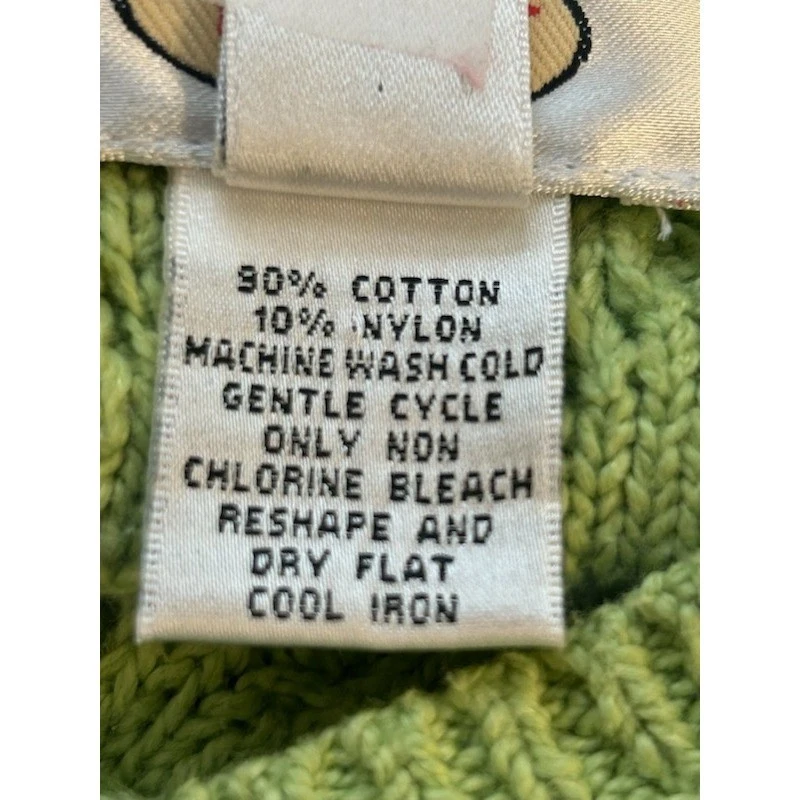 90% COTTON
10% NYLON
MACHINE WASH COLD
GENTLE CYCLE
ONLY NON
CHLORINE BLEACH
RESHAPE AND
DRY FLAT
COOL IRON